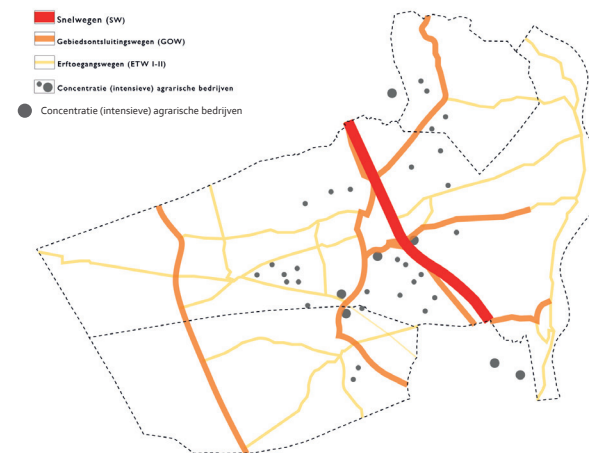 Snelwegen (SW)
Gebiedsontsluitingswegen (GOW)
Erftoegangswegen (ETW I-II)
Concentratie (intensieve) agrarische bedrijven
Concentratie (intensieve) agrarische bedrijven